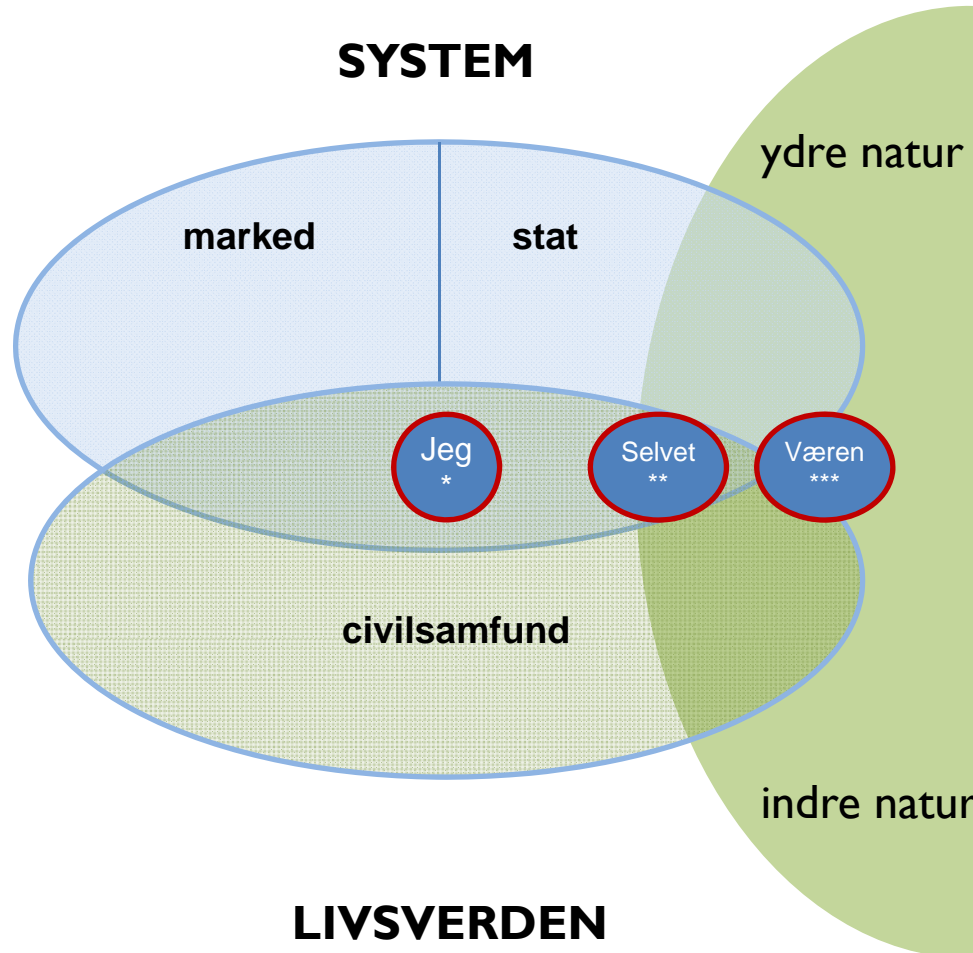 SYSTEM
ydre natur
marked
stat
Jeg
*
Selvet
**
Væren
***
civilsamfund
indre natur
LIVSVERDEN